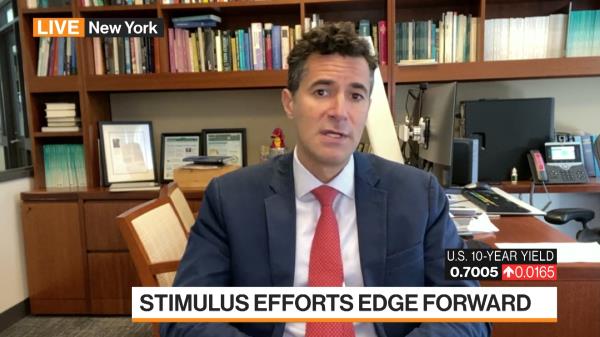 LIVE New York
U.S. 10-YEAR YIELD
0.7005 0.0165
STIMULUS EFFORTS EDGE FORWARD